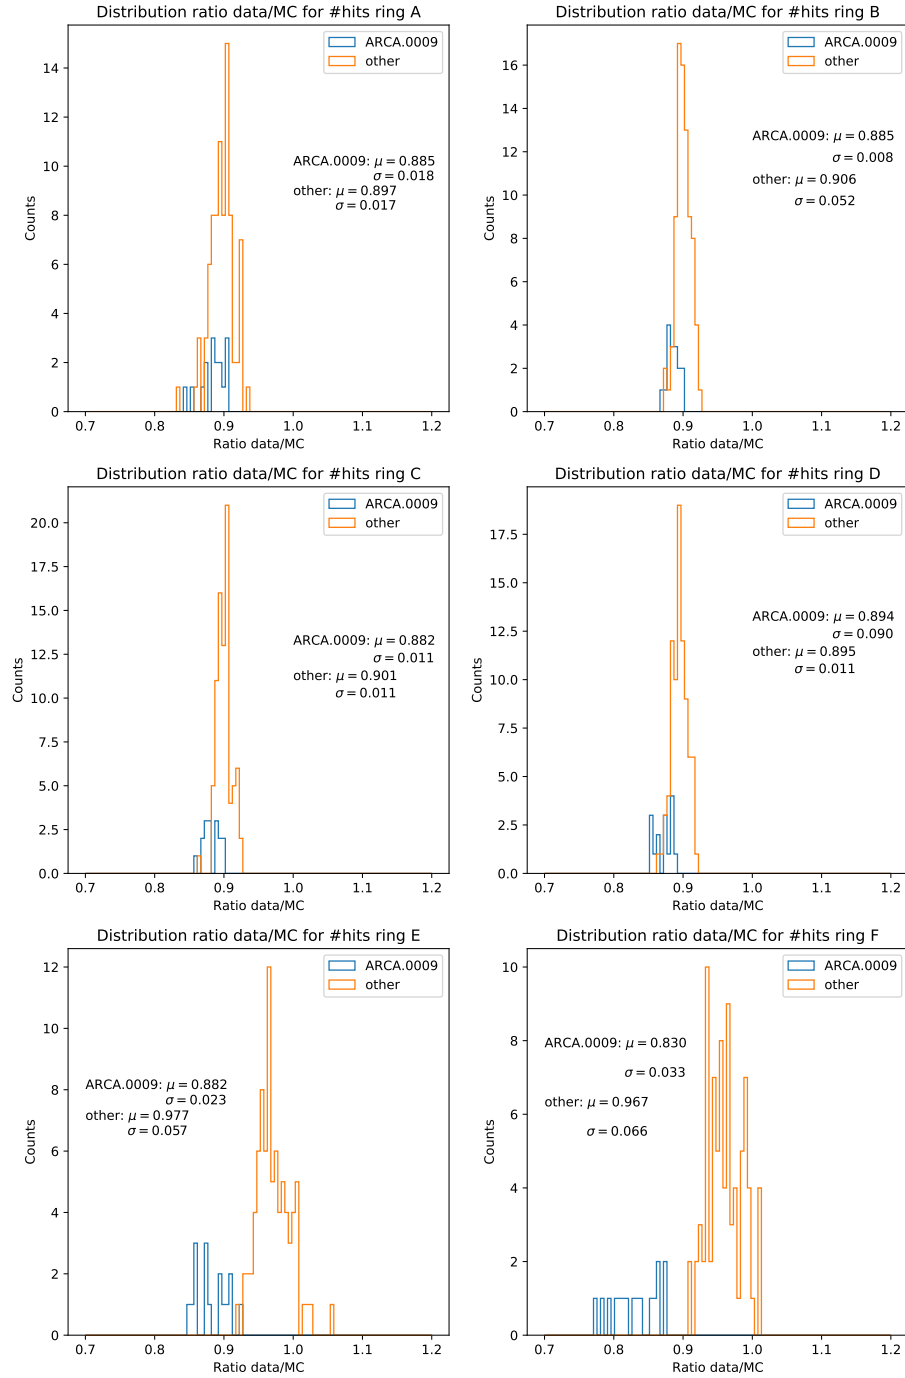 Distribution ratio data/MC for #hits ring A
ARCA.0009
other
14
12
10
8
6
4
2
0
Counts
ARCA.0009: μ = 0.885
σ = 0.018
other: μ = 0.897
σ = 0.017
0.7 0.8 0.9 1.0 1.1 1.2
Ratio data/MC
Distribution ratio data/MC for #hits ring B
ARCA.0009
other
16
14
12
10
8
6
4
2
0
Counts
ARCA.0009: μ = 0.885
σ = 0.008
other: μ = 0.906
σ = 0.052
0.7 0.8 0.9 1.0 1.1 1.2
Ratio data/MC
Distribution ratio data/MC for #hits ring C
ARCA.0009
other
20.0
17.5
15.0
12.5
10.0
7.5
5.0
2.5
0.0
Counts
ARCA.0009: μ = 0.882
σ = 0.011
other: μ = 0.901
σ = 0.011
0.7 0.8 0.9 1.0 1.1 1.2
Ratio data/MC
Distribution ratio data/MC for #hits ring D
ARCA.0009
other
17.5
15.0
12.5
10.0
7.5
5.0
2.5
0.0
Counts
ARCA.0009: μ = 0.894
σ = 0.090
other: μ = 0.895
σ = 0.011
0.7 0.8 0.9 1.0 1.1 1.2
Ratio data/MC
Distribution ratio data/MC for #hits ring E
ARCA.0009
other
12
10
8
6
4
2
0
Counts
ARCA.0009: μ = 0.882
σ = 0.023
other: μ = 0.977
σ = 0.057
0.7 0.8 0.9 1.0 1.1 1.2
Ratio data/MC
Distribution ratio data/MC for #hits ring F
ARCA.0009
other
10
8
6
4
2
0
Counts
ARCA.0009: μ = 0.830
σ = 0.033
other: μ = 0.967
σ = 0.066
0.7 0.8 0.9 1.0 1.1 1.2
Ratio data/MC